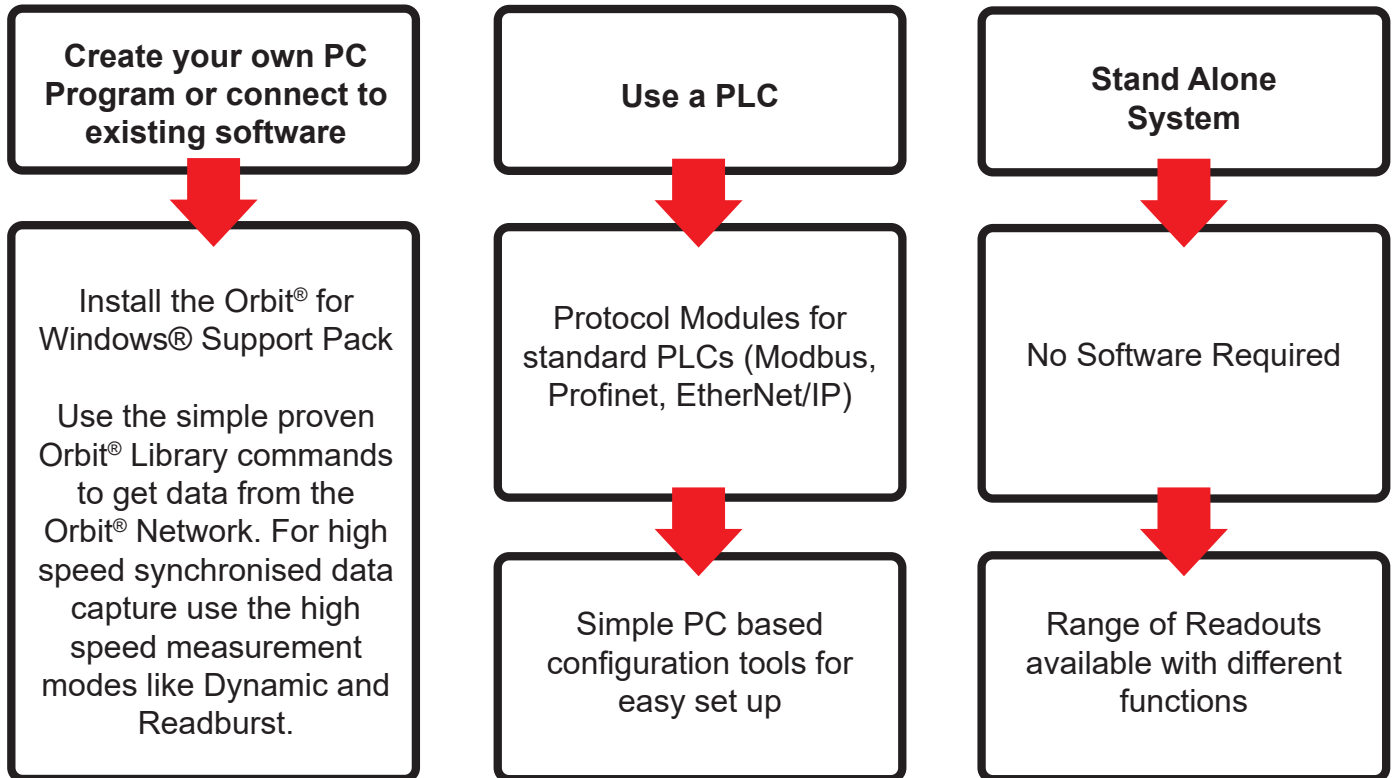 Create your own PC
Program or connect to
existing software
Install the Orbit® for
Windows® Support Pack
Use the simple proven
Orbit® Library commands
to get data from the
Orbit® Network. For high
speed synchronised data
capture use the high
speed measurement
modes like Dynamic and
Readburst.
Use a PLC
Protocol Modules for
standard PLCs (Modbus,
Profinet, EtherNet/IP)
Simple PC based
configuration tools for
easy set up
Stand Alone
System
No Software Required
Range of Readouts
available with different
functions